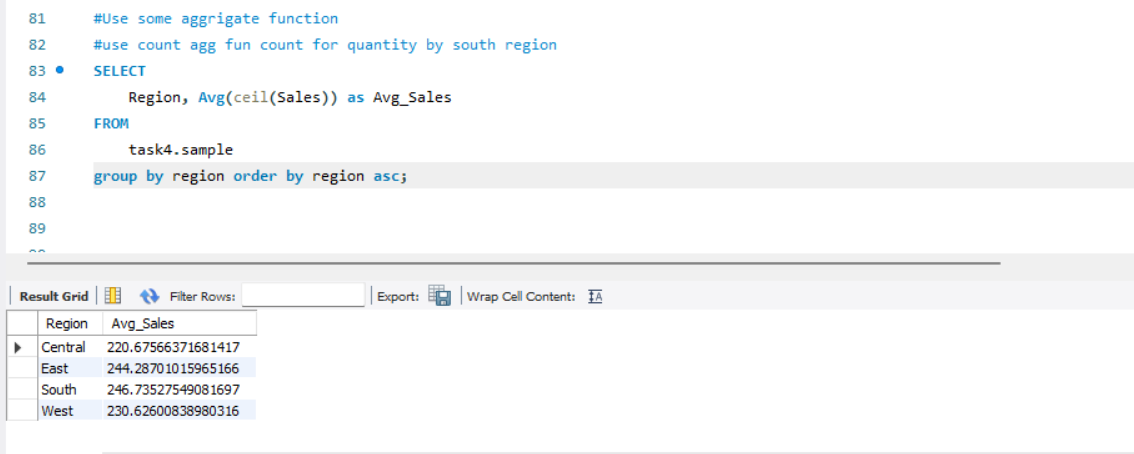 81 #Use some aggrigate function
82 #use count agg fun count for quantity by south region
83 SELECT
84 Region, Avg(ceil(Sales)) as Avg_Sales
85 FROM
86 task4.sample
87 group by region order by region asc;
88
89
Result Grid Filter Rows: Export: Wrap Cell Content: IA
Region Avg_Sales
Central 220.67566371681417
East 244.28701015965166
South 246.73527549081697
West 230.62600838980316